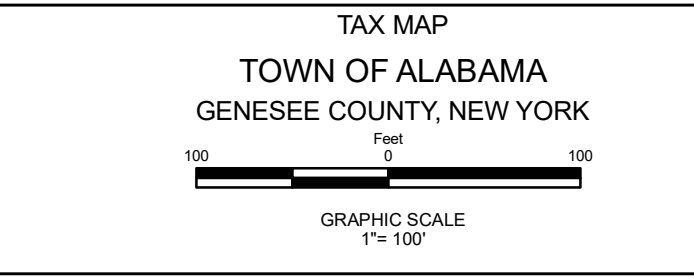 TAX MAP
TOWN OF ALABAMA
GENESEE COUNTY, NEW YORK
Feet
100 0 100
GRAPHIC SCALE
1"= 100'